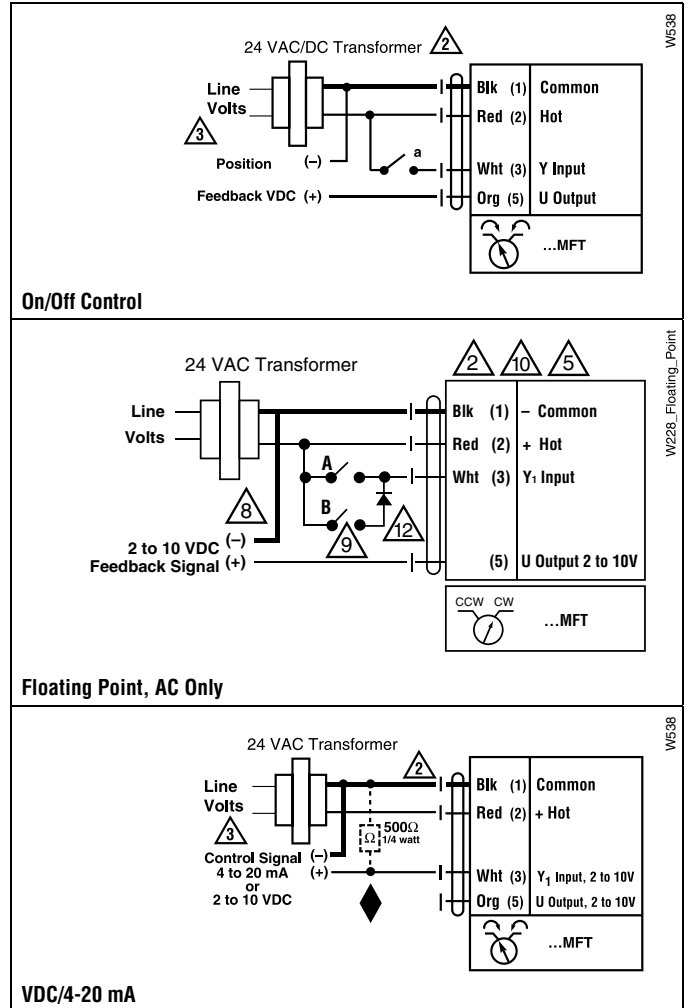 W538
24 VAC/DC Transformer
2
Line
Volts
3
Blk (1) Common
Red (2) Hot
a
Position (–)
Wht (3) Y Input
Feedback VDC (+)
Org (5) U Output
...MFT
On/Off Control
W228_Floating_Point
24 VAC Transformer
2 10 5
Line
Volts
Blk (1) – Common
Red (2) + Hot
A
Wht (3) Y1 Input
8
B
9
12
2 to 10 VDC (–)
Feedback Signal (+)
(5) U Output 2 to 10V
CCW CW
...MFT
Floating Point, AC Only
W538
24 VAC Transformer
2
Line
Volts
3
Blk (1) Common
Red (2) + Hot
Ω 500Ω
1/4 watt
Control Signal (–)
4 to 20 mA (+)
or
2 to 10 VDC
Wht (3) Y1 Input, 2 to 10V
Org (5) U Output, 2 to 10V
...MFT
VDC/4-20 mA